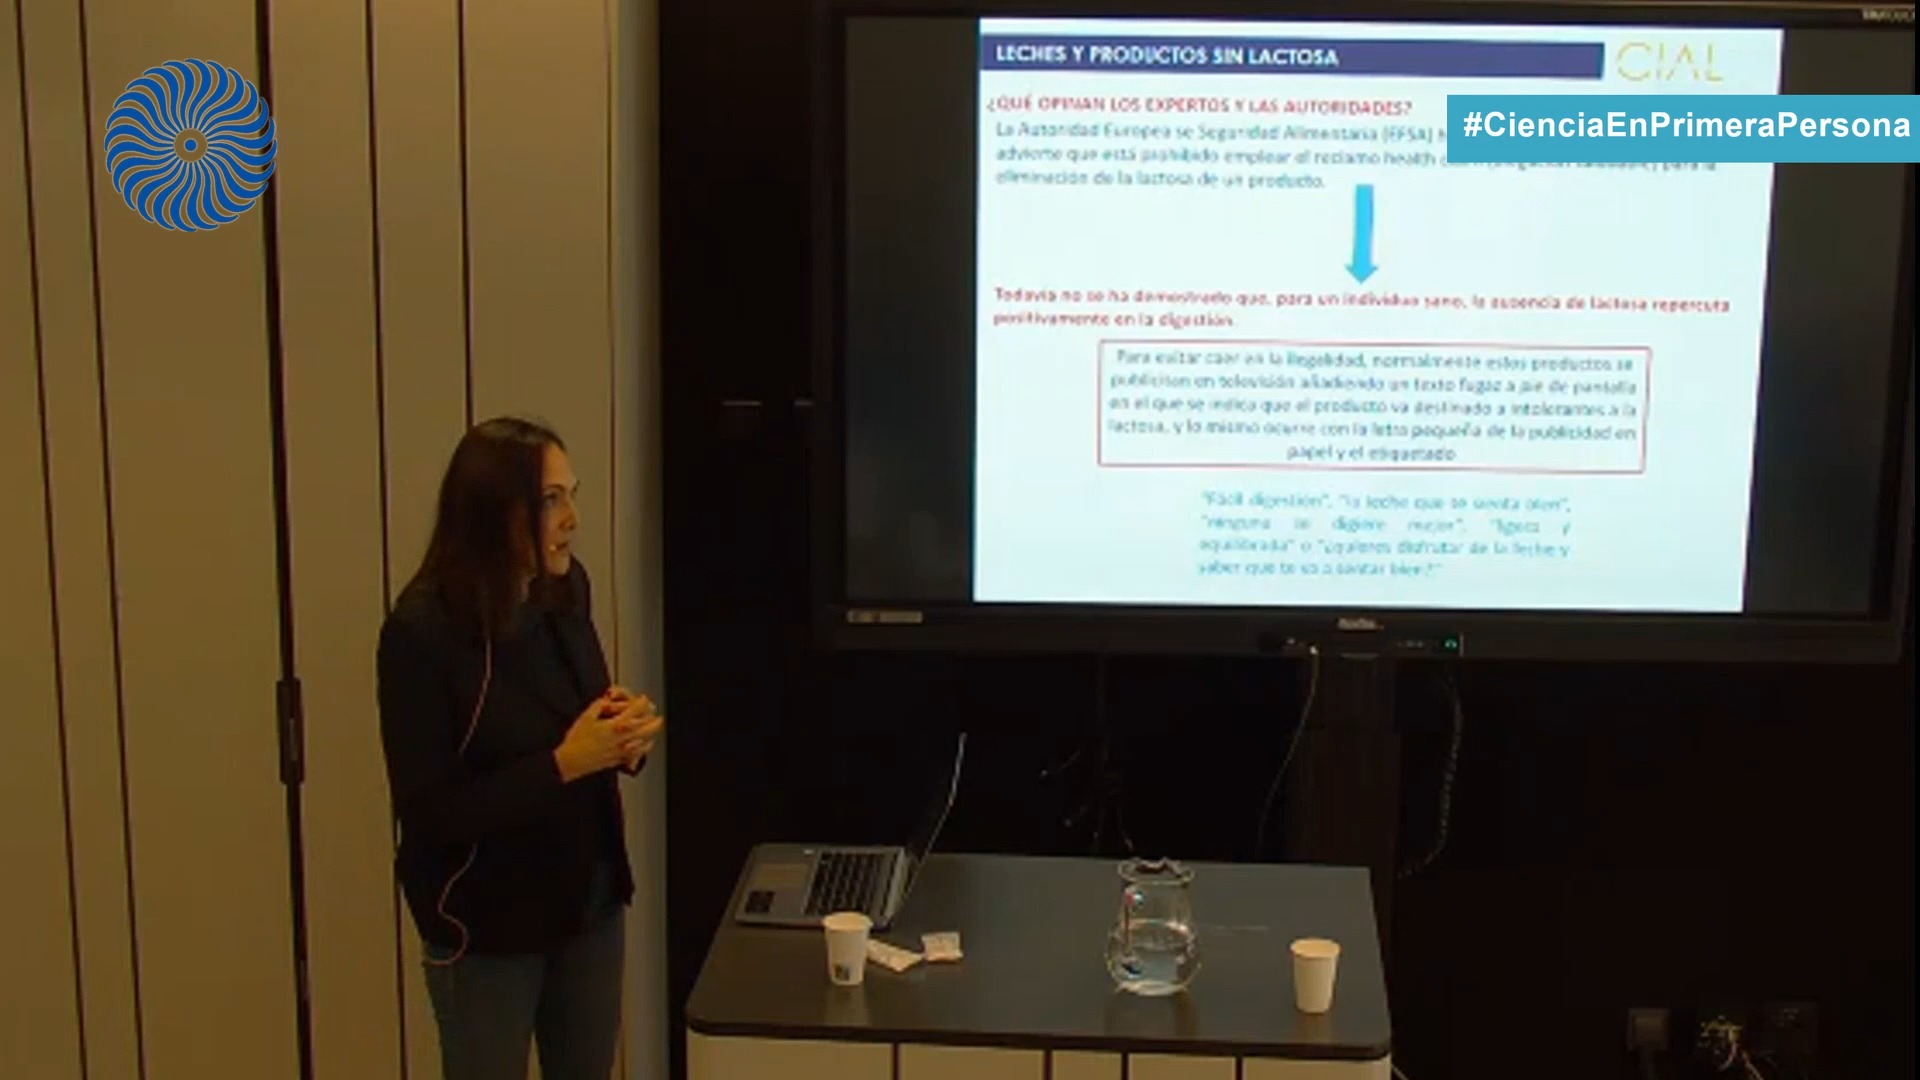 LECHES Y PRODUCTOS SIN LACTOSA
CIAL
#CienciaEnPrimeraPersona
¿QUÉ OPINAN LOS EXPERTOS Y LAS AUTORIDADES?
La Autoridad Europea se Seguridad Alimentaria (EFSA)
advierte que está prohibido emplear el reclamo health para la
eliminación de la lactosa de un producto.
Todavía no se ha demostrado que, para un individuo sano, la ausencia de lactosa repercuta
positivamente en la digestión.
Para evitar caer en la ilegalidad, normalmente estos productos se
publicitan en televisión añadiendo un texto fugaz a pie de pantalla
en el que se indica que el producto va destinado a intolerantes a la
lactosa, y lo mismo ocurre con la letra pequeña de la publicidad en
papel y el etiquetado
"Fácil digestión", "la leche que te sienta bien",
"ninguna se digiere mejor", "ligera y
equilibrada" o "¿quieres disfrutar de la leche y
saber que te va a sentar bien?"